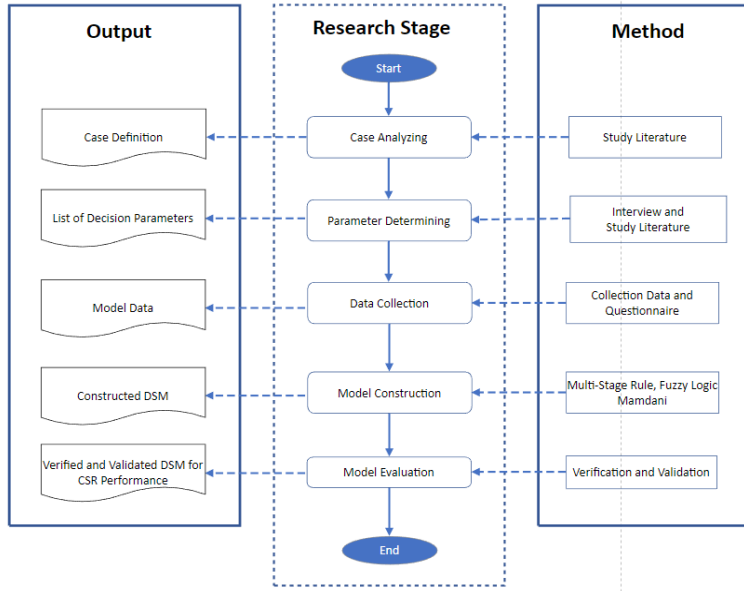 Output
Research Stage
Method
Start
Case Definition
Case Analyzing
Study Literature
List of Decision Parameters
Parameter Determining
Interview and
Study Literature
Model Data
Data Collection
Collection Data and
Questionnaire
Constructed DSM
Model Construction
Multi-Stage Rule, Fuzzy Logic
Mamdani
Verified and Validated DSM for
CSR Performance
Model Evaluation
Verification and Validation
End